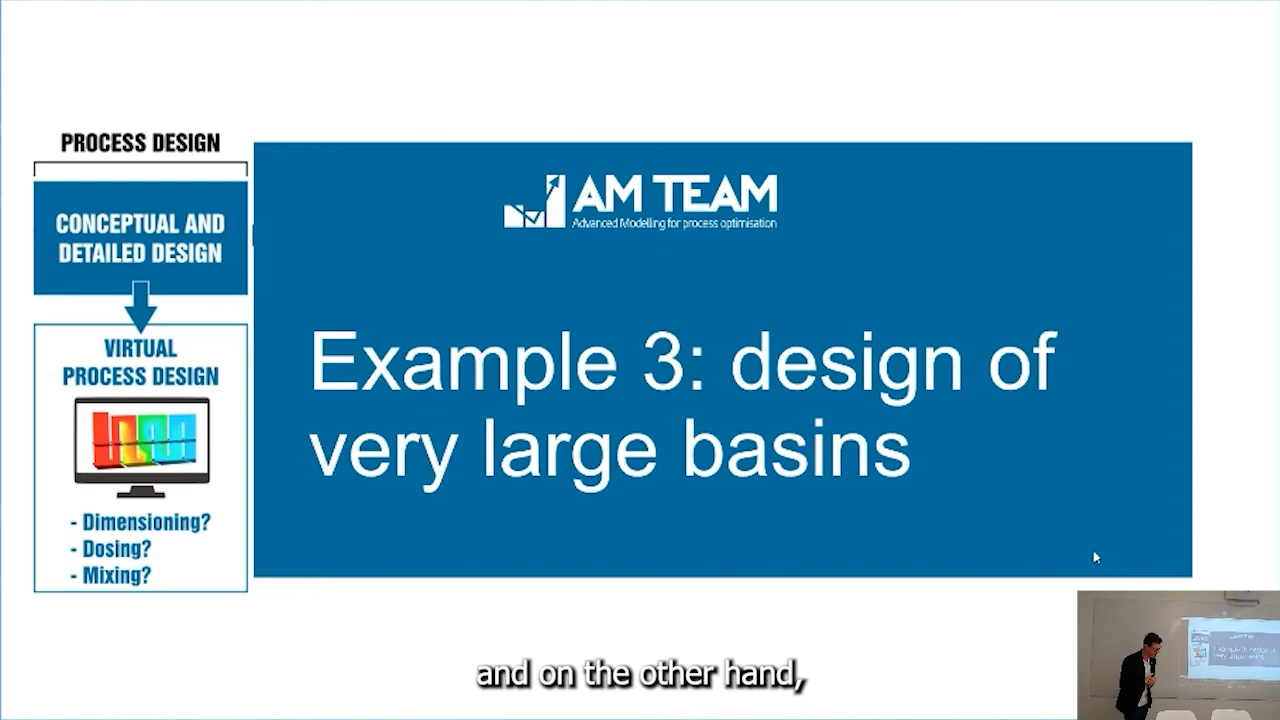 PROCESS DESIGN
CONCEPTUAL AND
DETAILED DESIGN
VIRTUAL
PROCESS DESIGN
- Dimensioning?
- Dosing?
- Mixing?
AM TEAM
Advanced Modelling for process optimisation
Example 3: design of
very large basins
and on the other hand,